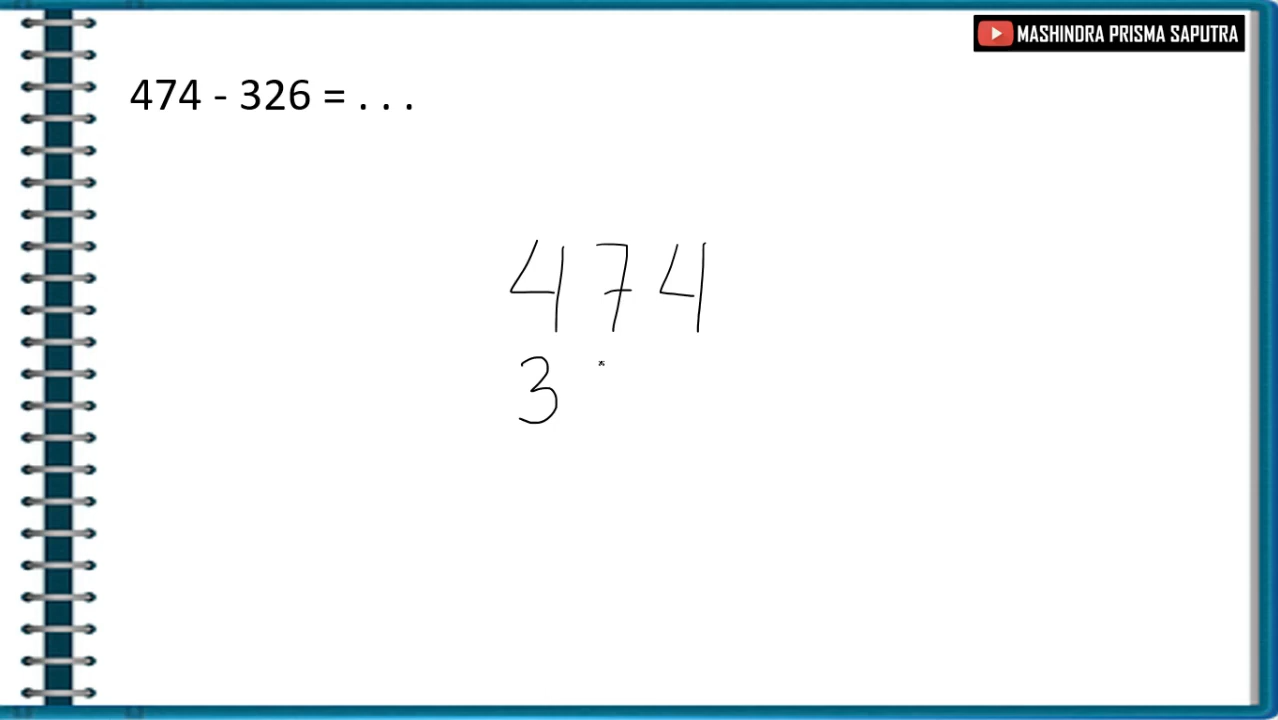 MASHINDRA PRISMA SAPUTRA
474 - 326 = . . .
474
3